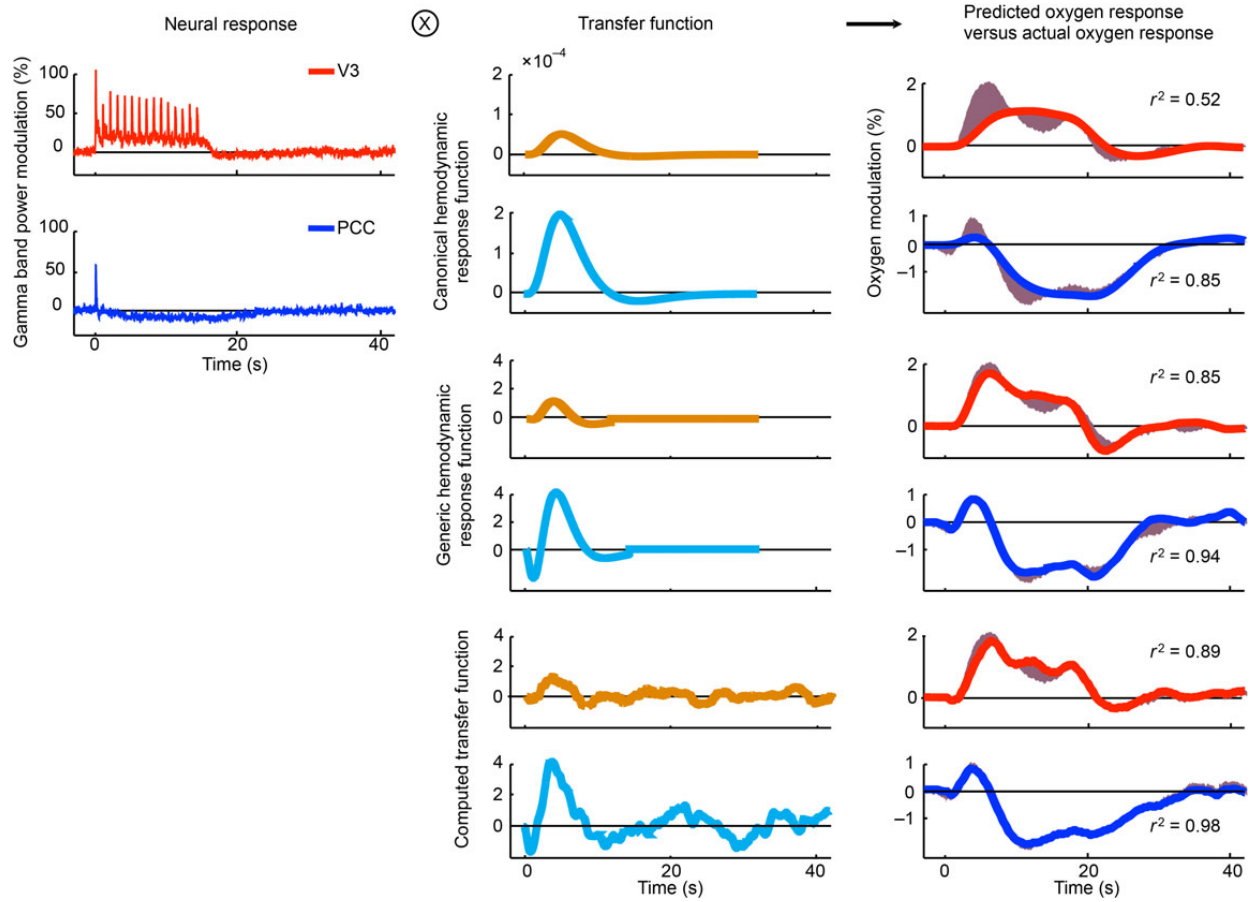 Neural response
Ⓧ
Transfer function
Predicted oxygen response
versus actual oxygen response
Gamma band power modulation (%)
100
50
0
V3
100
50
0
PCC
0
20
40
Time (s)
Canonical hemodynamic
response function
×10⁻⁴
2
1
0
2
1
0
Generic hemodynamic
response function
4
2
0
4
2
0
Computed transfer function
4
2
0
4
2
0
0
20
40
Time (s)
Oxygen modulation (%)
2
0
r² = 0.52
1
0
−1
r² = 0.85
2
0
r² = 0.85
1
0
−1
r² = 0.94
2
0
r² = 0.89
1
0
−1
r² = 0.98
0
20
40
Time (s)